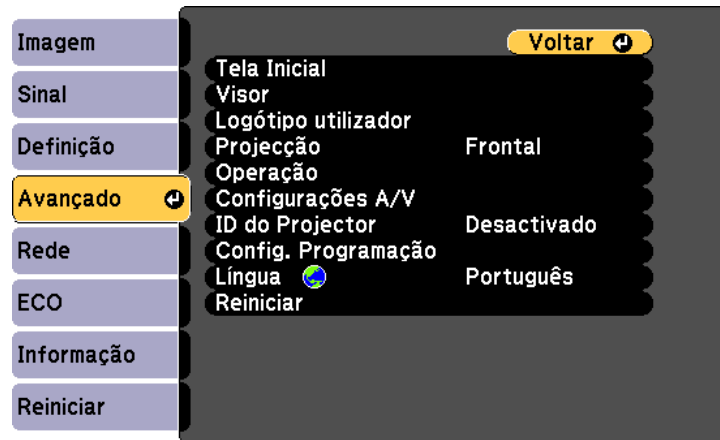 Imagem
Sinal
Definição
Avançado
Rede
ECO
Informação
Reiniciar
Voltar
Tela Inicial
Visor
Logótipo utilizador
Projecção Frontal
Operação
Configurações A/V
ID do Projector Desactivado
Config. Programação
Língua Português
Reiniciar